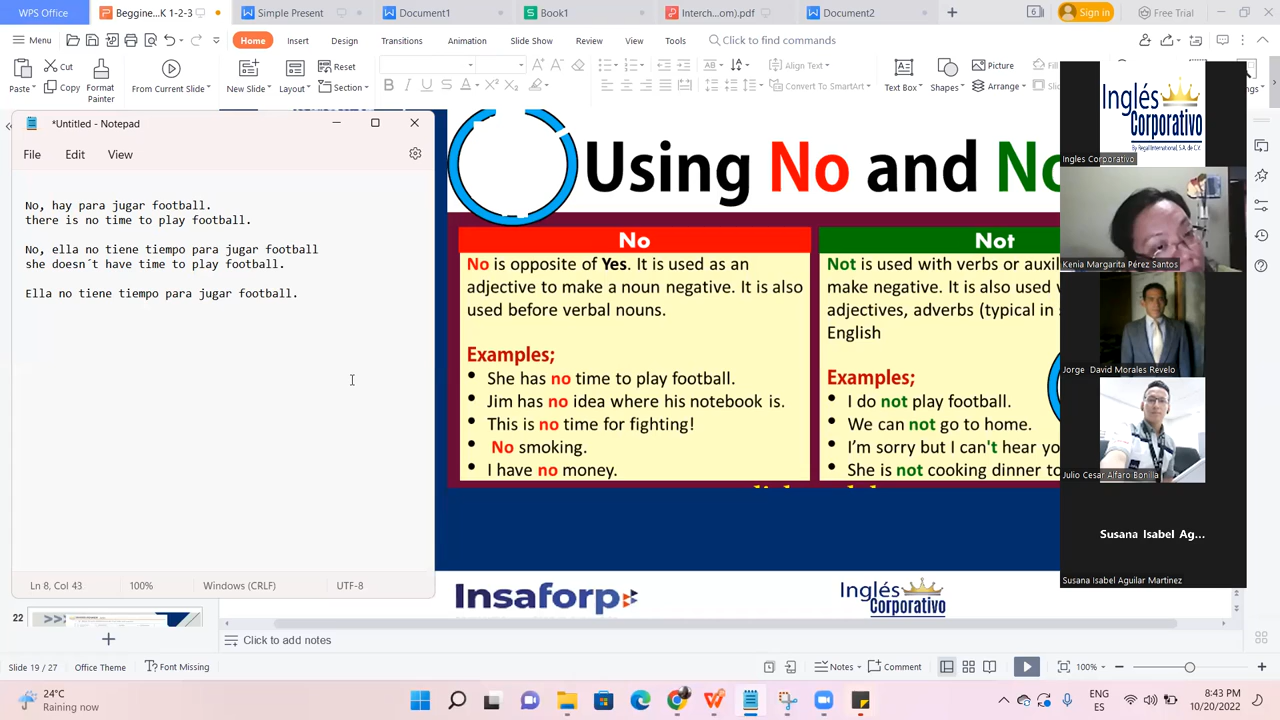 WPS Office
Beggine...k 1-2-3
Document1
Book1
Interch...od.pdf
Document2
Sign in
Menu
Home
Insert
Design
Transitions
Animation
Slide Show
Review
View
Tools
Click to find commands
Cut
Copy
Format
Painter
From Current Slide
New Slide
Reset
Section
Align Text
Convert To SmartArt
Text Box
Shapes
Picture
Arrange
*Untitled - Notepad
File
Edit
View
, hay para jugar football.
here is no time to play football.
No, ella no tiene tiempo para jugar football
she doesn´t have time to play football.
Ella no tiene tiempo para jugar football.
Ln 8, Col 43
100%
Windows (CRLF)
UTF-8
Using No and No
No
No is opposite of Yes. It is used as an
adjective to make a noun negative. It is also
used before verbal nouns.
Examples;
• She has no time to play football.
• Jim has no idea where his notebook is.
• This is no time for fighting!
• No smoking.
• I have no money.
Not
Not is used with verbs or auxil
make negative. It is also used
adjectives, adverbs (typical in
English
Examples;
• I do not play football.
• We can not go to home.
• I'm sorry but I can't hear yo
• She is not cooking dinner to
Insaforp
Inglés
Corporativo
Inglés
Corporativo
By Regal International, S.A. de C.V.
Ingles Corporativo
Kenia Margarita Pérez Santos
Jorge David Morales Revelo
Julio Cesar Alfaro Bonilla
Susana Isabel Ag...
Susana Isabel Aguilar Martinez
22
Click to add notes
Slide 19 / 27
Office Theme
Font Missing
Notes
Comment
100%
24°C
Raining now
ENG
ES
8:43 PM
10/20/2022